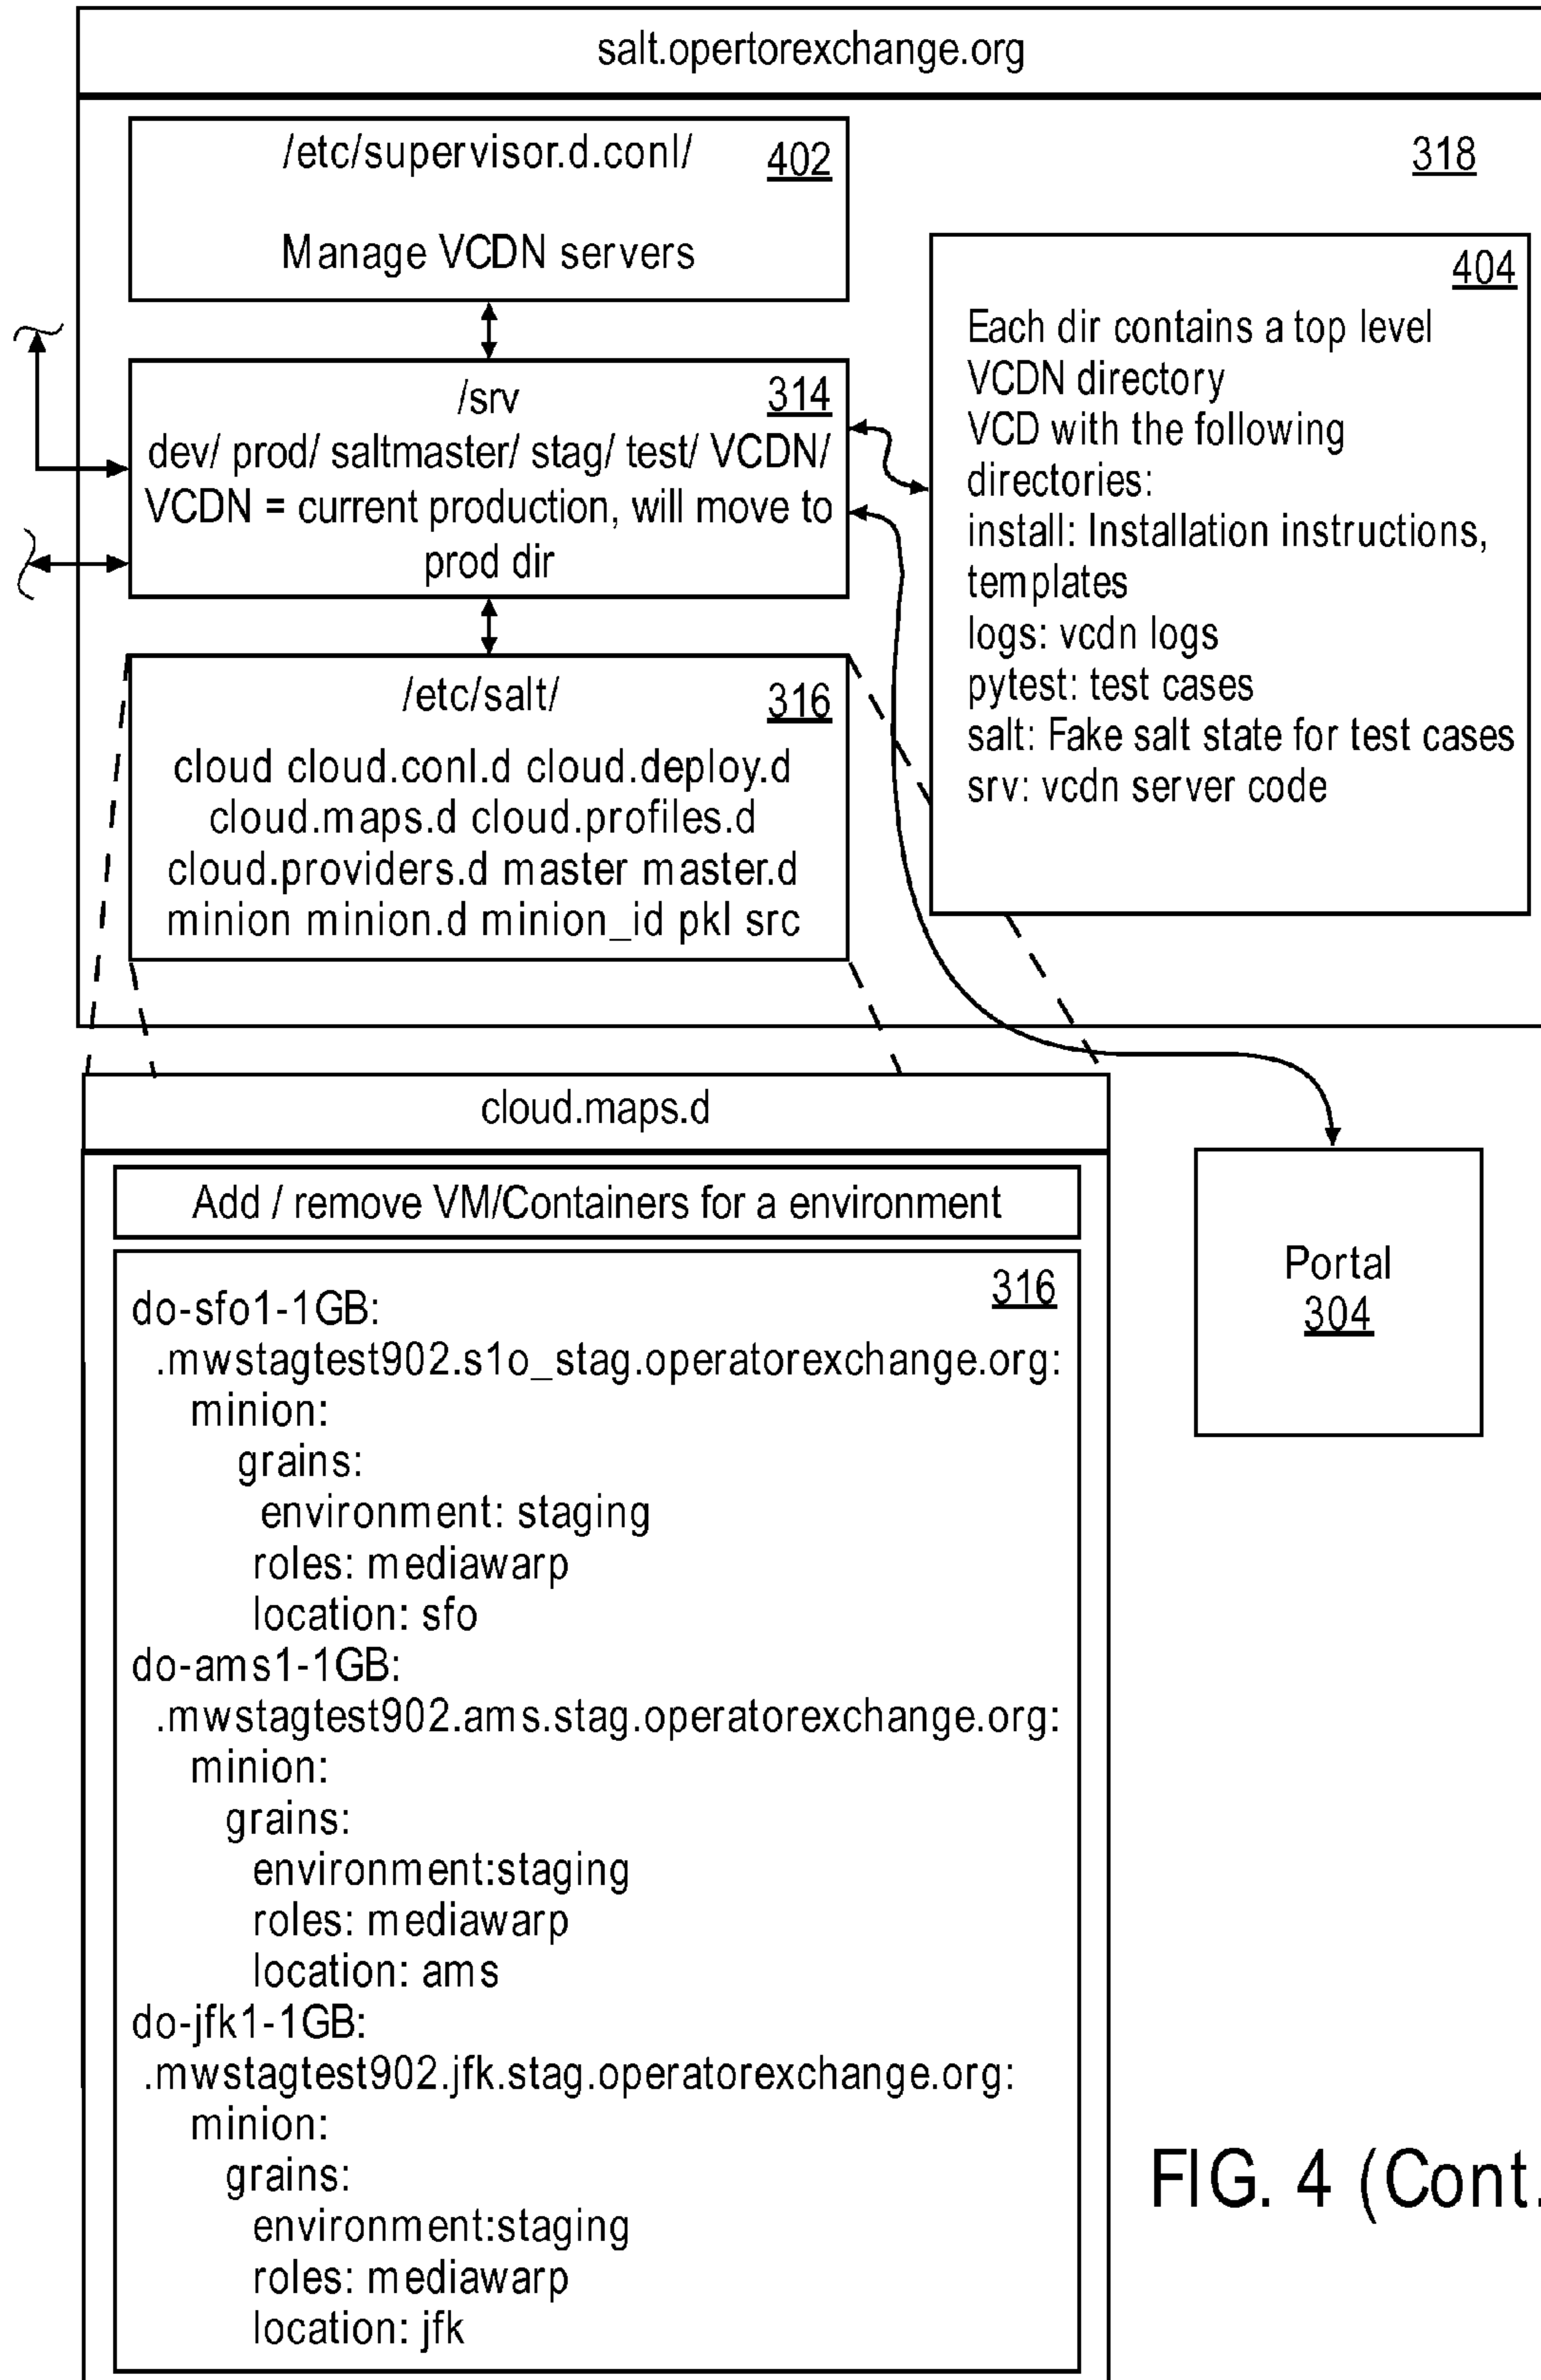 salt.opertorexchange.org
318
/etc/supervisor.d.conl/
402
Manage VCDN servers
/srv
314
dev/ prod/ saltmaster/ stag/ test/ VCDN/
VCDN = current production, will move to
prod dir
/etc/salt/
316
cloud cloud.conl.d cloud.deploy.d
cloud.maps.d cloud.profiles.d
cloud.providers.d master master.d
minion minion.d minion_id pkl src
404
Each dir contains a top level
VCDN directory
VCD with the following
directories:
install: Installation instructions,
templates
logs: vcdn logs
pytest: test cases
salt: Fake salt state for test cases
srv: vcdn server code
cloud.maps.d
Add / remove VM/Containers for a environment
316
do-sfo1-1GB:
.mwstagtest902.s1o_stag.operatorexchange.org:
minion:
grains:
environment: staging
roles: mediawarp
location: sfo
do-ams1-1GB:
.mwstagtest902.ams.stag.operatorexchange.org:
minion:
grains:
environment:staging
roles: mediawarp
location: ams
do-jfk1-1GB:
.mwstagtest902.jfk.stag.operatorexchange.org:
minion:
grains:
environment:staging
roles: mediawarp
location: jfk
Portal
304
FIG. 4 (Cont.